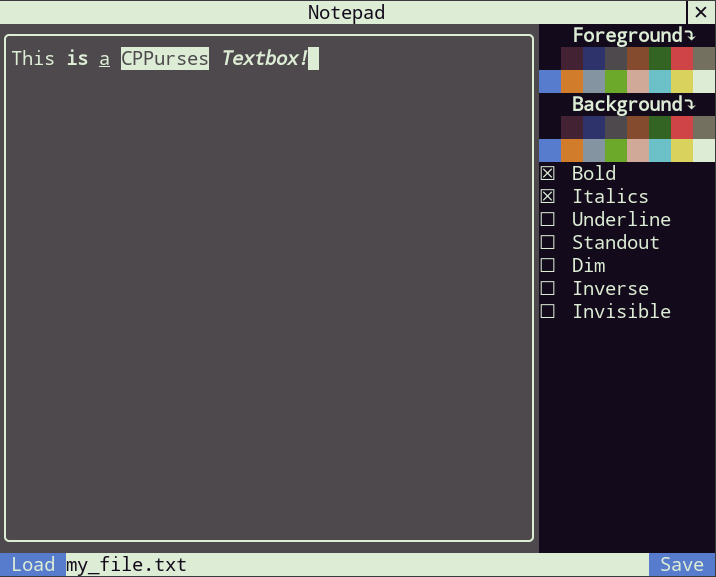 Notepad ✕
This is a CPPurses Textbox!
Foreground⤵
Background⤵
☒ Bold
☒ Italics
☐ Underline
☐ Standout
☐ Dim
☐ Inverse
☐ Invisible
Load my_file.txt Save